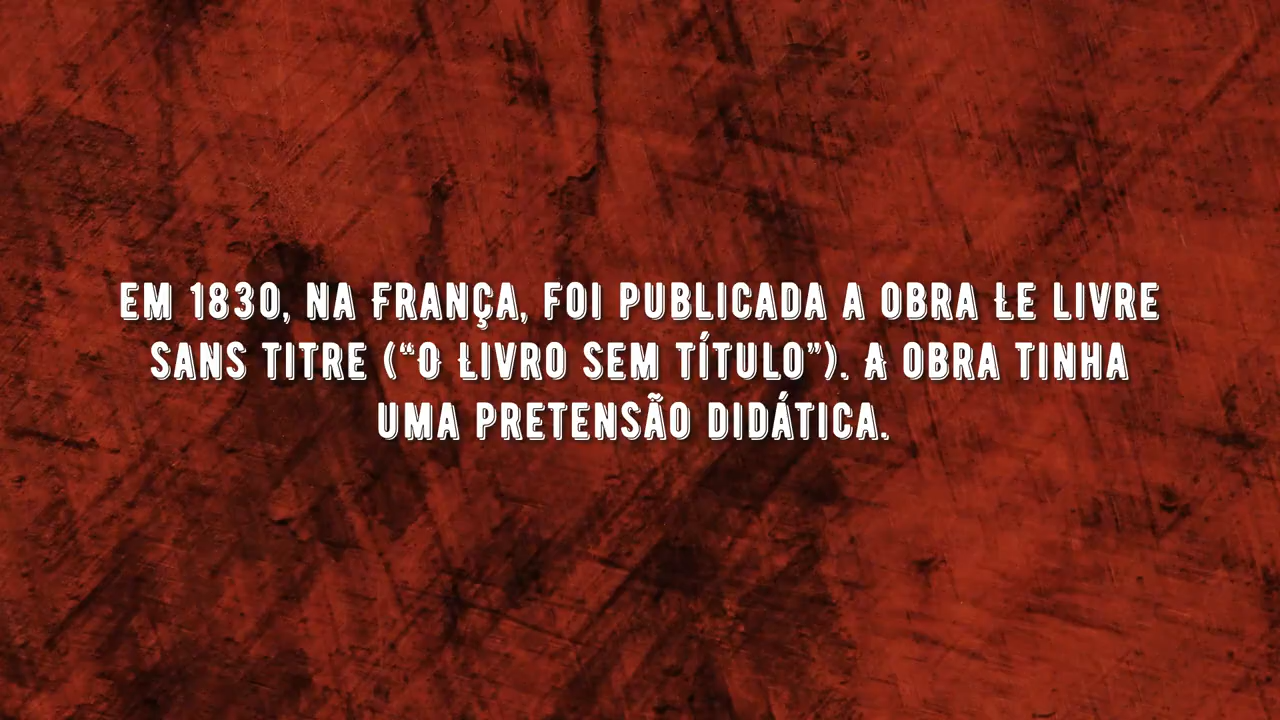 EM 1830, NA FRANÇA, FOI PUBLICADA A OBRA LE LIVRE
SANS TITRE (“O LIVRO SEM TÍTULO”). A OBRA TINHA
UMA PRETENSÃO DIDÁTICA.